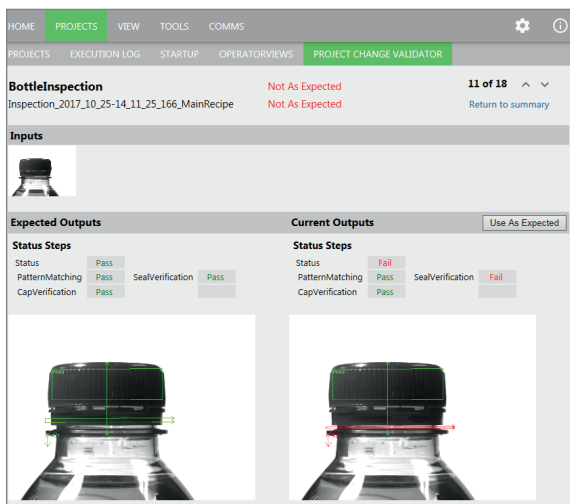 HOME PROJECTS VIEW TOOLS COMMS
PROJECTS EXECUTION LOG STARTUP OPERATORVIEWS PROJECT CHANGE VALIDATOR
BottleInspection Not As Expected 11 of 18
Inspection_2017_10_25-14_11_25_166_MainRecipe Not As Expected Return to summary
Inputs
Expected Outputs Current Outputs Use As Expected
Status Steps Status Steps
Status Pass Status Fail
PatternMatching Pass SealVerification Pass PatternMatching Pass SealVerification Fail
CapVerification Pass CapVerification Pass
Pass Pass